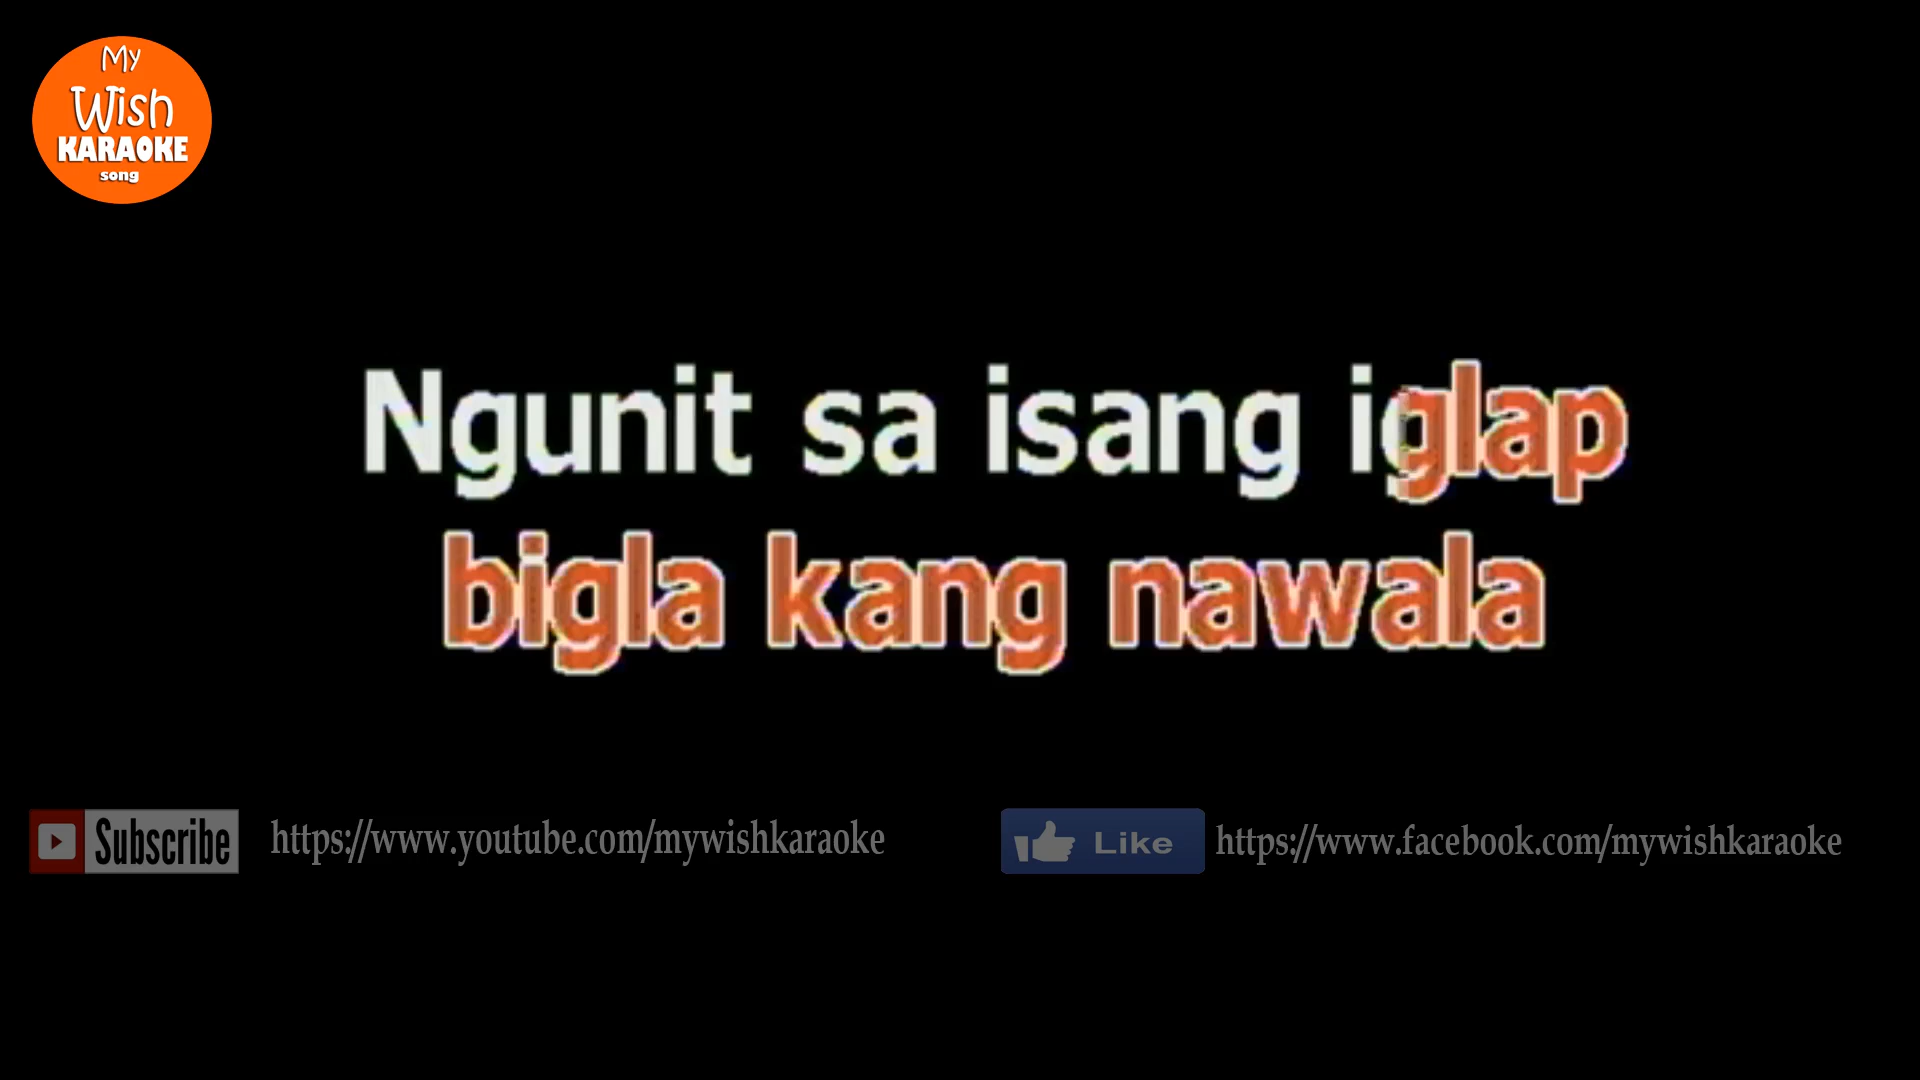 My
Wish
KARAOKE
song
Ngunit sa isang iglap
bigla kang nawala
Subscribe https://www.youtube.com/mywishkaraoke Like https://www.facebook.com/mywishkaraoke